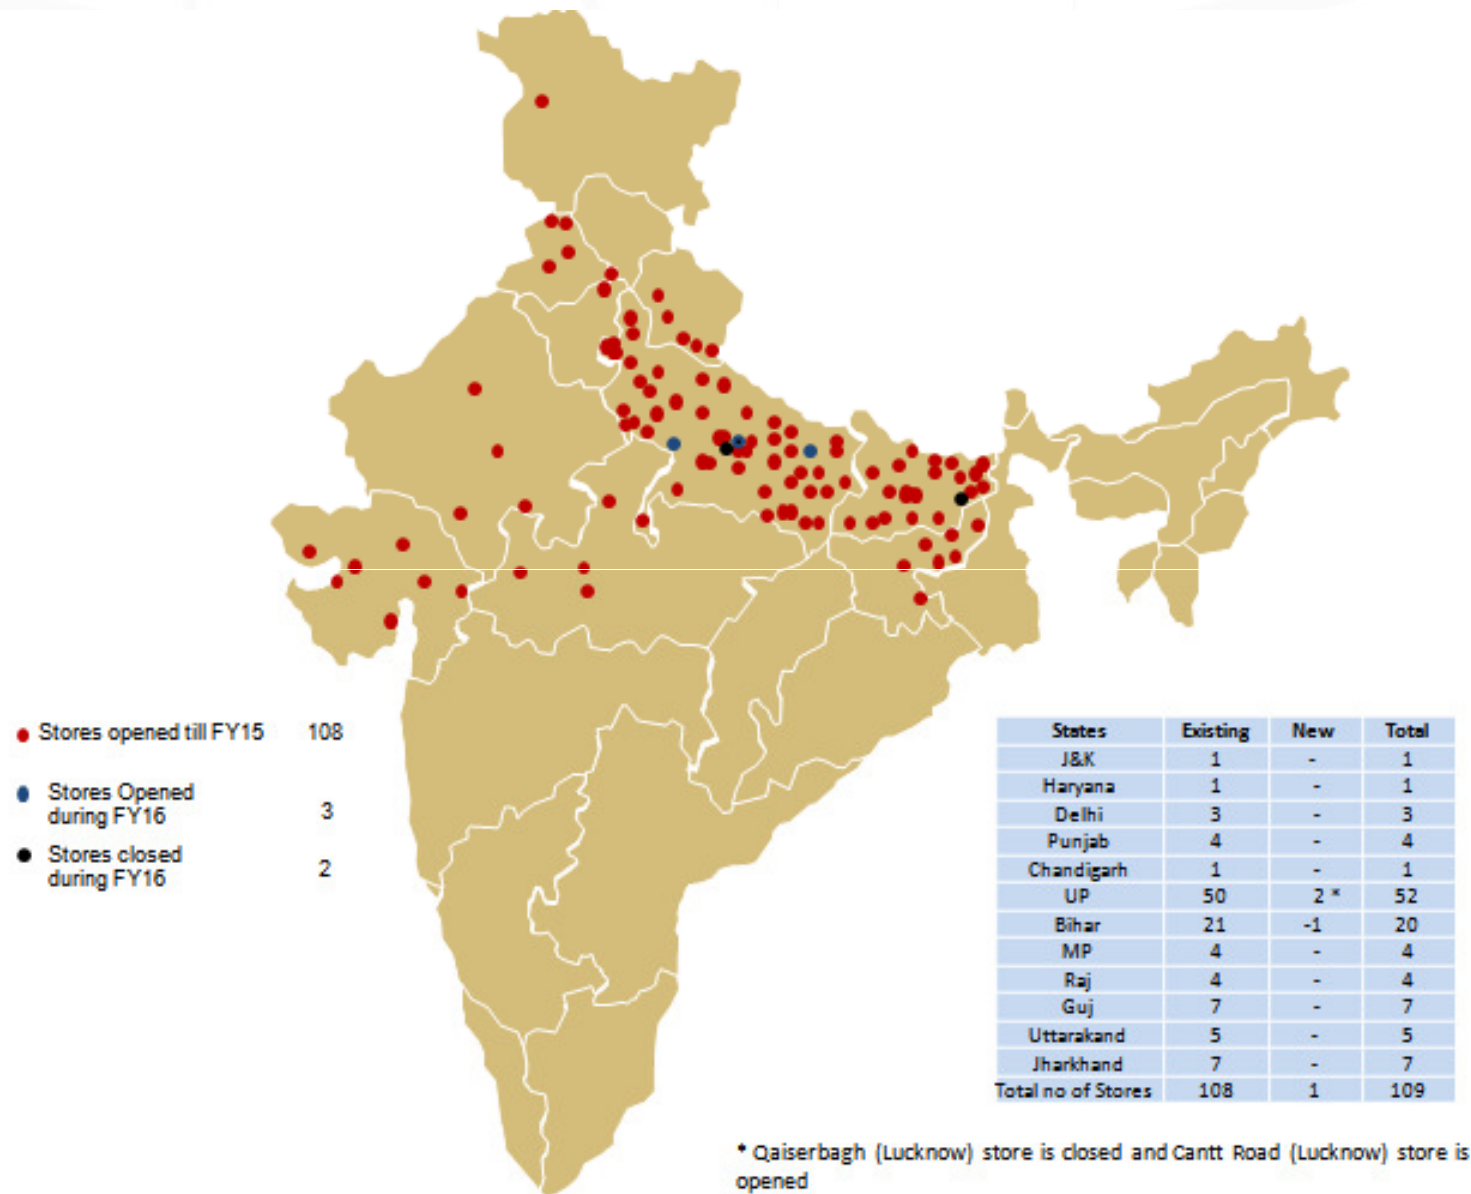 Stores opened till FY15 108
Stores Opened
during FY16 3
Stores closed
during FY16 2
States Existing New Total
J&K 1 - 1
Haryana 1 - 1
Delhi 3 - 3
Punjab 4 - 4
Chandigarh 1 - 1
UP 50 2 * 52
Bihar 21 -1 20
MP 4 - 4
Raj 4 - 4
Guj 7 - 7
Uttarakand 5 - 5
Jharkhand 7 - 7
Total no of Stores 108 1 109
* Qaiserbagh (Lucknow) store is closed and Cantt Road (Lucknow) store is
opened